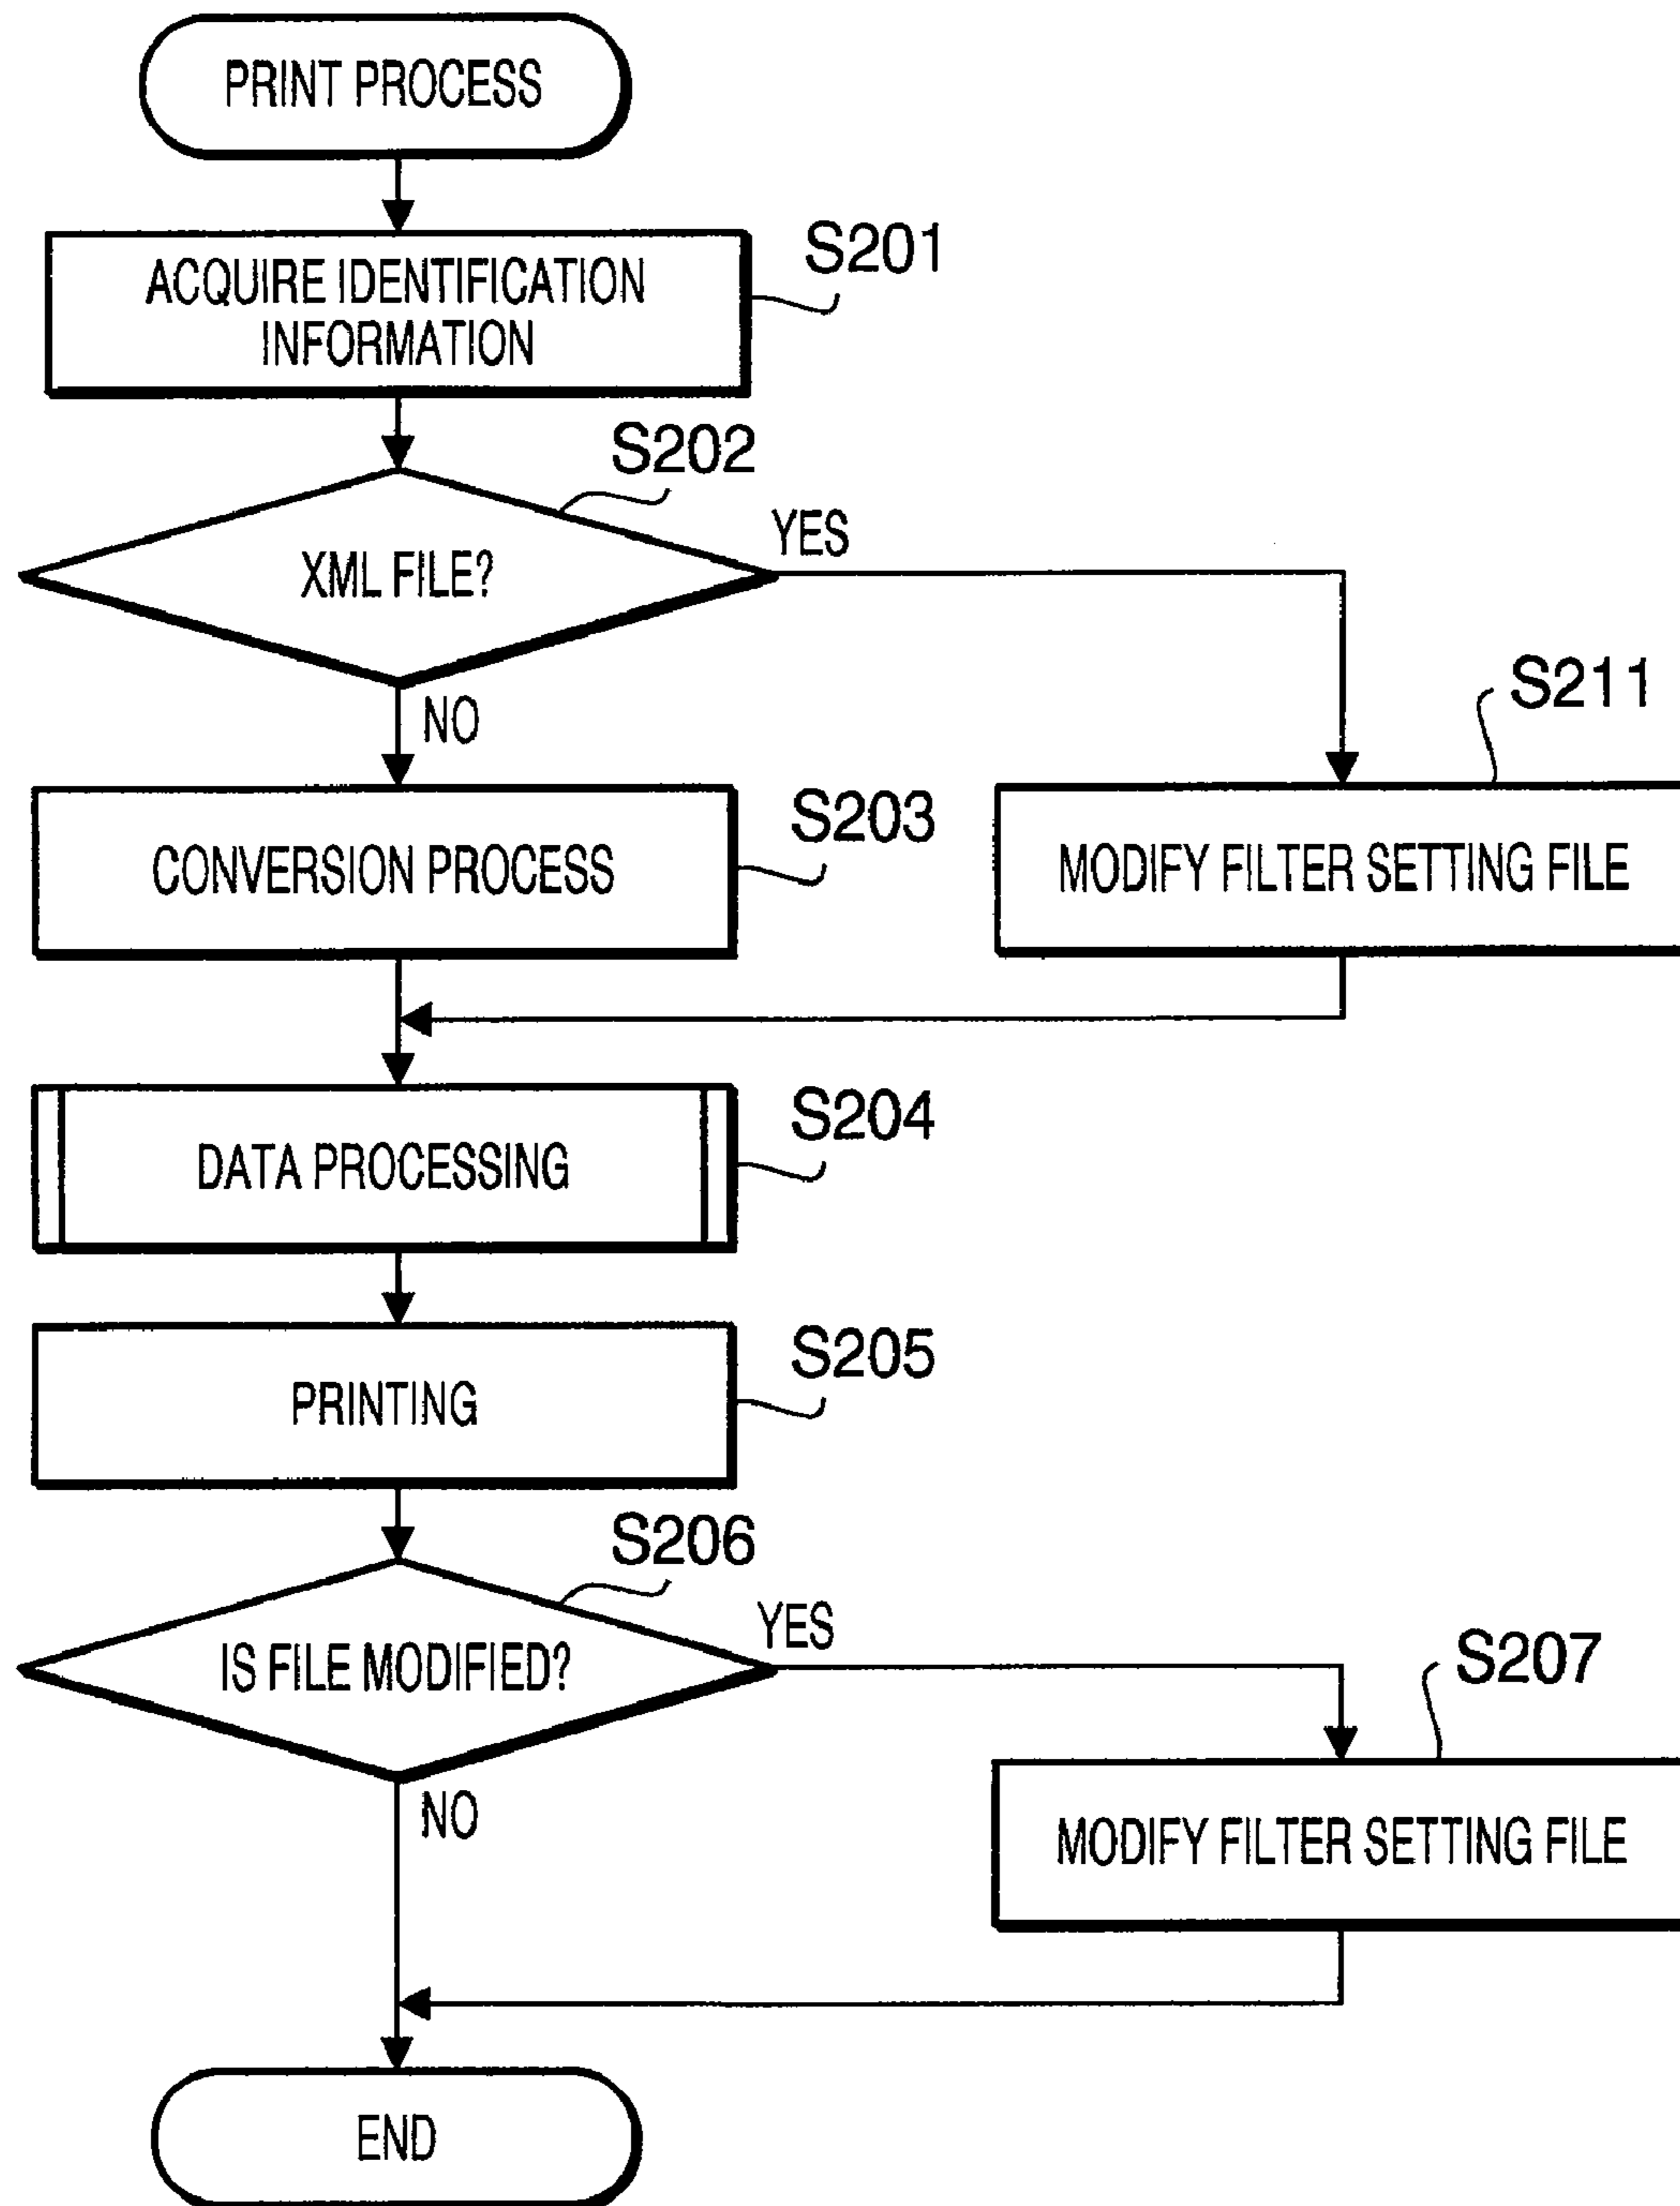 PRINT PROCESS
ACQUIRE IDENTIFICATION
INFORMATION
S201
S202
XML FILE?
YES
NO
S211
CONVERSION PROCESS
S203
MODIFY FILTER SETTING FILE
DATA PROCESSING
S204
PRINTING
S205
S206
IS FILE MODIFIED?
YES
NO
S207
MODIFY FILTER SETTING FILE
END